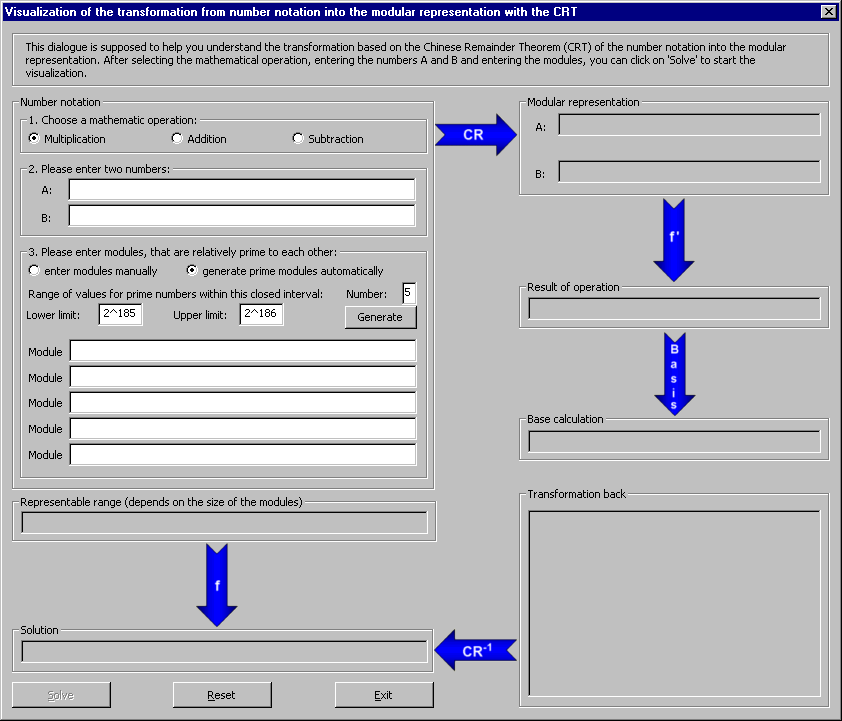 Visualization of the transformation from number notation into the modular representation with the CRT
This dialogue is supposed to help you understand the transformation based on the Chinese Remainder Theorem (CRT) of the number notation into the modular
representation. After selecting the mathematical operation, entering the numbers A and B and entering the modules, you can click on 'Solve' to start the
visualization.
Number notation
1. Choose a mathematic operation:
Multiplication Addition Subtraction
2. Please enter two numbers:
A:
B:
3. Please enter modules, that are relatively prime to each other:
enter modules manually generate prime modules automatically
Range of values for prime numbers within this closed interval: Number: 5
Lower limit: 2^185 Upper limit: 2^186 Generate
Module
Module
Module
Module
Module
Representable range (depends on the size of the modules)
f
Solution
Solve Reset Exit
CR
Modular representation
A:
B:
f'
Result of operation
Basis
Base calculation
Transformation back
CR-1